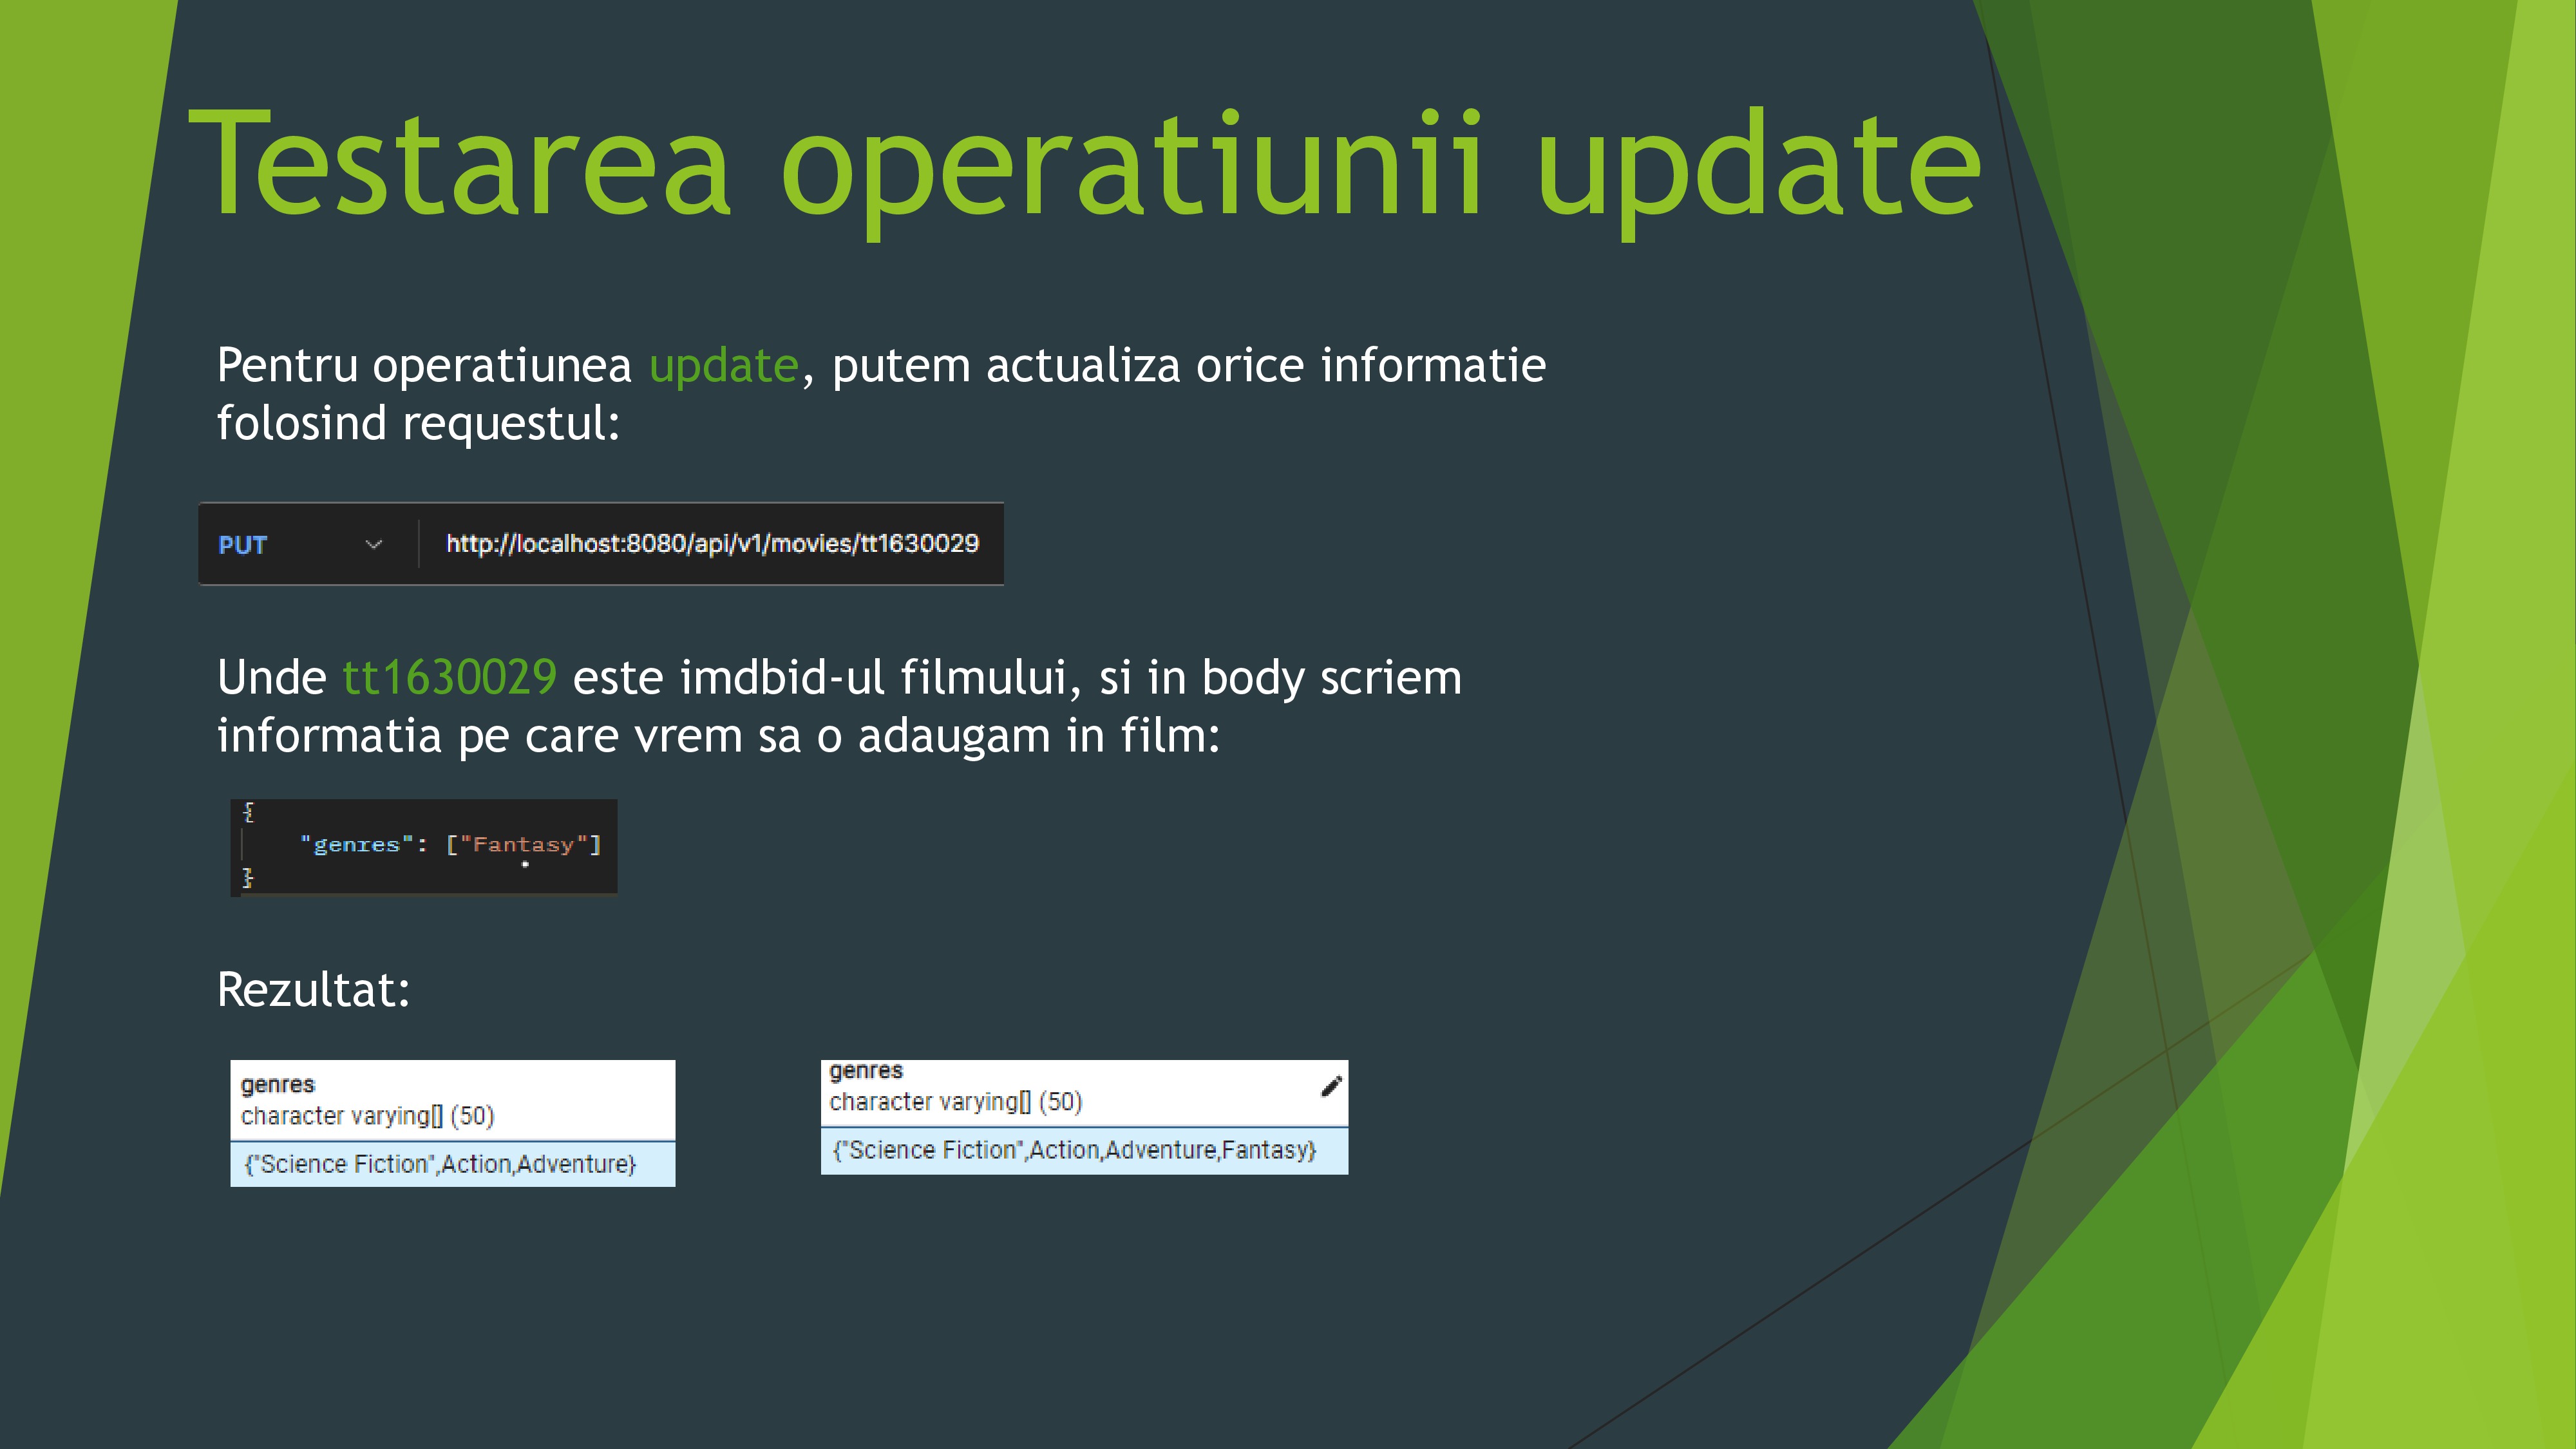 Testarea operatiunii update
Pentru operatiunea update, putem actualiza orice informatie
folosind requestul:
PUT http://localhost:8080/api/v1/movies/tt1630029
Unde tt1630029 este imdbid-ul filmului, si in body scriem
informatia pe care vrem sa o adaugam in film:
{
"genres": ["Fantasy"]
}
Rezultat:
genres
character varying[] (50)
{"Science Fiction",Action,Adventure}
genres
character varying[] (50)
{"Science Fiction",Action,Adventure,Fantasy}